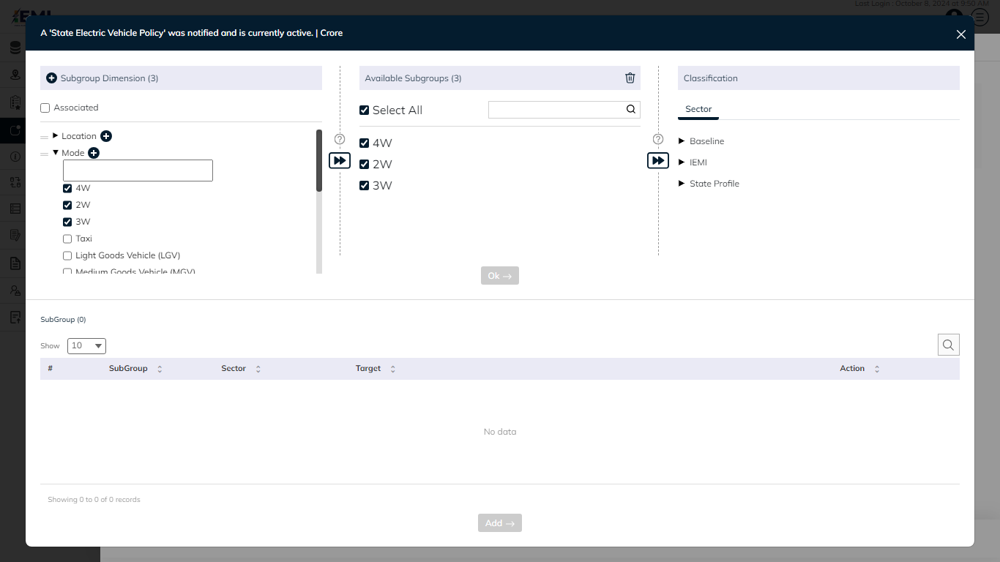 Last Login : October 8, 2024 at 9:50 AM
IEMI
A 'State Electric Vehicle Policy' was notified and is currently active. | Crore
Subgroup Dimension (3)
Available Subgroups (3)
Classification
Associated
Select All
Sector
Location
Mode
4W
2W
3W
Taxi
Light Goods Vehicle (LGV)
Medium Goods Vehicle (MGV)
4W
2W
3W
Baseline
IEMI
State Profile
Ok →
SubGroup (0)
Show 10
# SubGroup Sector Target Action
No data
Showing 0 to 0 of 0 records
Add →